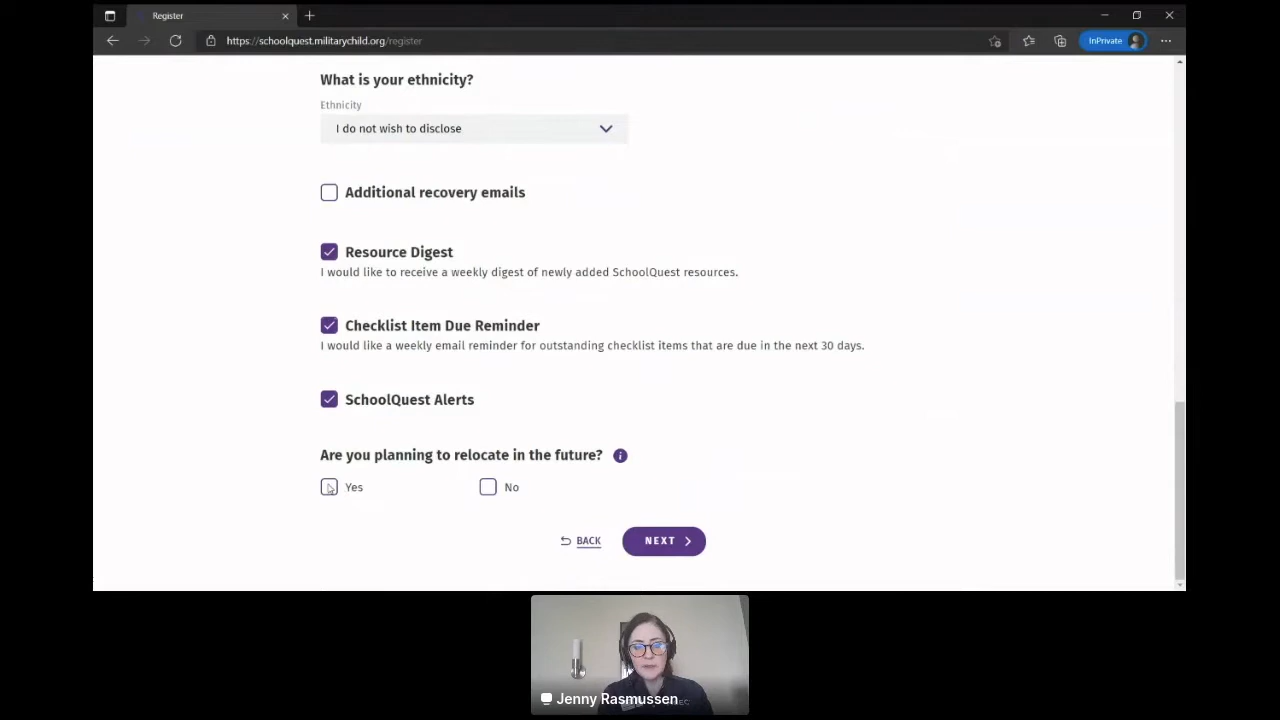 Register
https://schoolquest.militarychild.org/register
InPrivate
What is your ethnicity?
Ethnicity
I do not wish to disclose
Additional recovery emails
Resource Digest
I would like to receive a weekly digest of newly added SchoolQuest resources.
Checklist Item Due Reminder
I would like a weekly email reminder for outstanding checklist items that are due in the next 30 days.
SchoolQuest Alerts
Are you planning to relocate in the future?
Yes
No
BACK
NEXT
Jenny Rasmussen